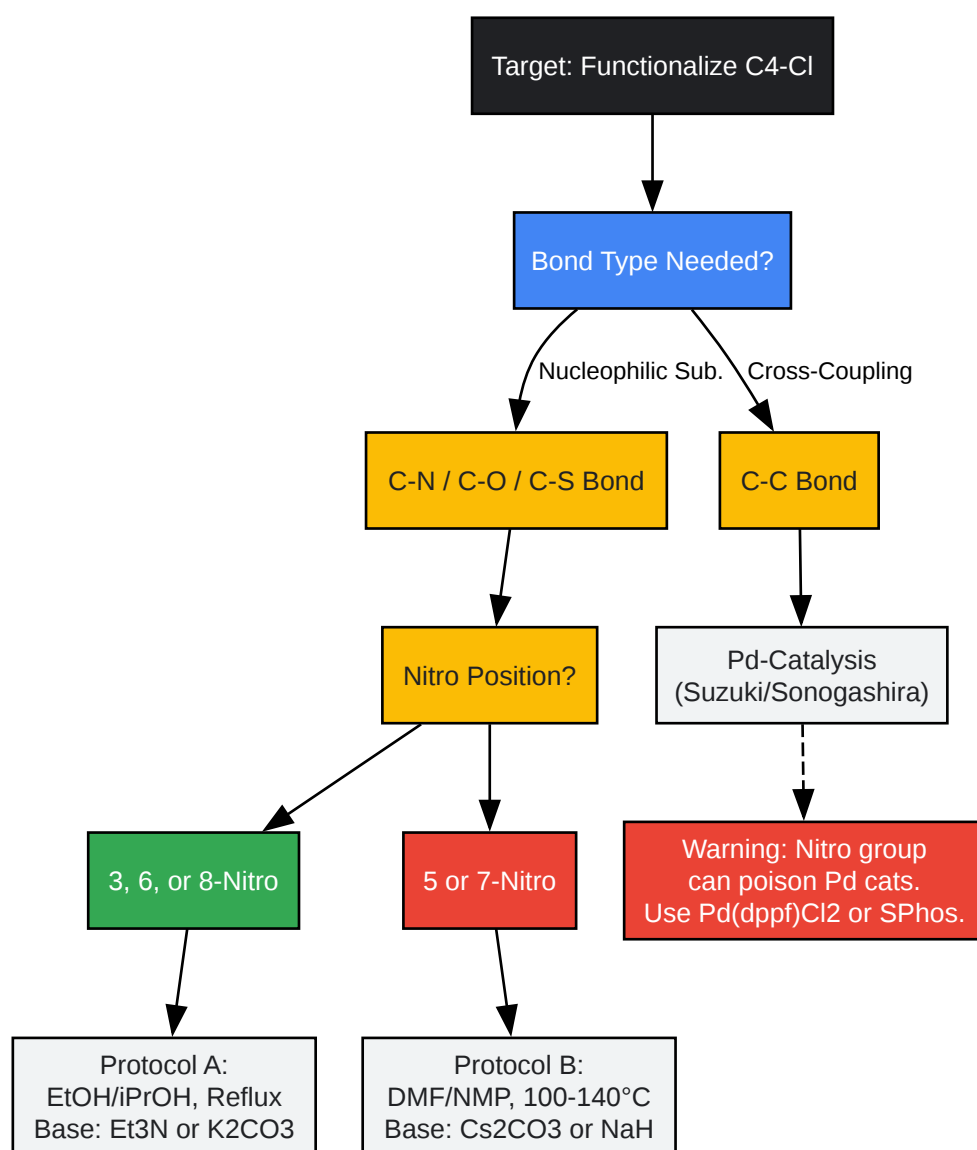 Target: Functionalize C4-Cl
Bond Type Needed?
Nucleophilic Sub.
Cross-Coupling
C-N / C-O / C-S Bond
C-C Bond
Nitro Position?
Pd-Catalysis
(Suzuki/Sonogashira)
3, 6, or 8-Nitro
5 or 7-Nitro
Warning: Nitro group
can poison Pd cats.
Use Pd(dppf)Cl2 or SPhos.
Protocol A:
EtOH/iPrOH, Reflux
Base: Et3N or K2CO3
Protocol B:
DMF/NMP, 100-140°C
Base: Cs2CO3 or NaH